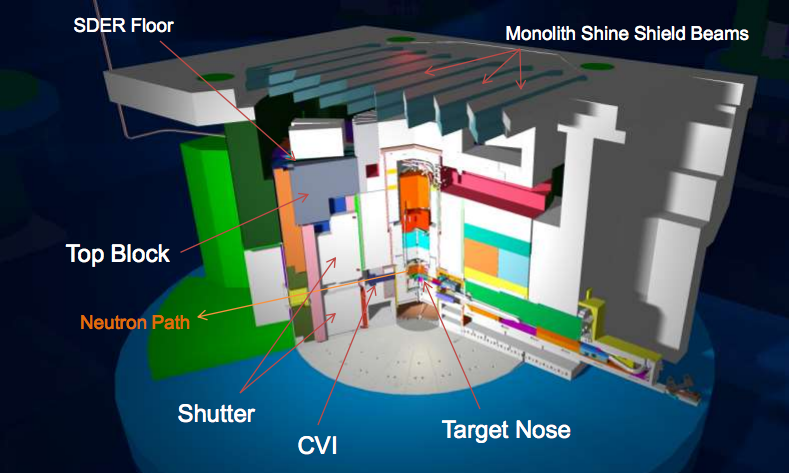 SDER Floor
Monolith Shine Shield Beams
Top Block
Neutron Path
Shutter
CVI
Target Nose